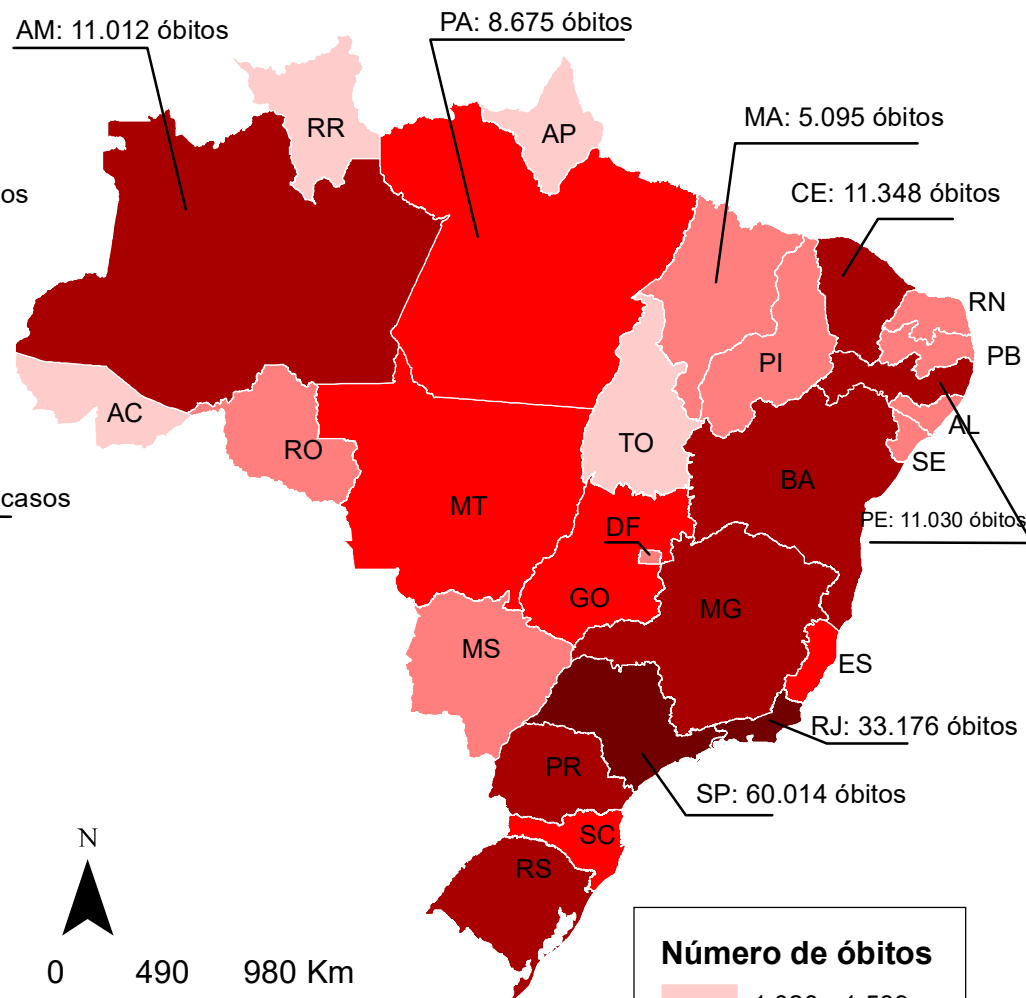 AM: 11.012 óbitos
PA: 8.675 óbitos
RR
AP
MA: 5.095 óbitos
os
CE: 11.348 óbitos
RN
PB
PI
AC
AL
TO
RO
SE
BA
casos
MT
DF
PE: 11.030 óbitos
GO
MG
MS
ES
RJ: 33.176 óbitos
PR
SP: 60.014 óbitos
N
SC
RS
Número de óbitos
0 490 980 Km